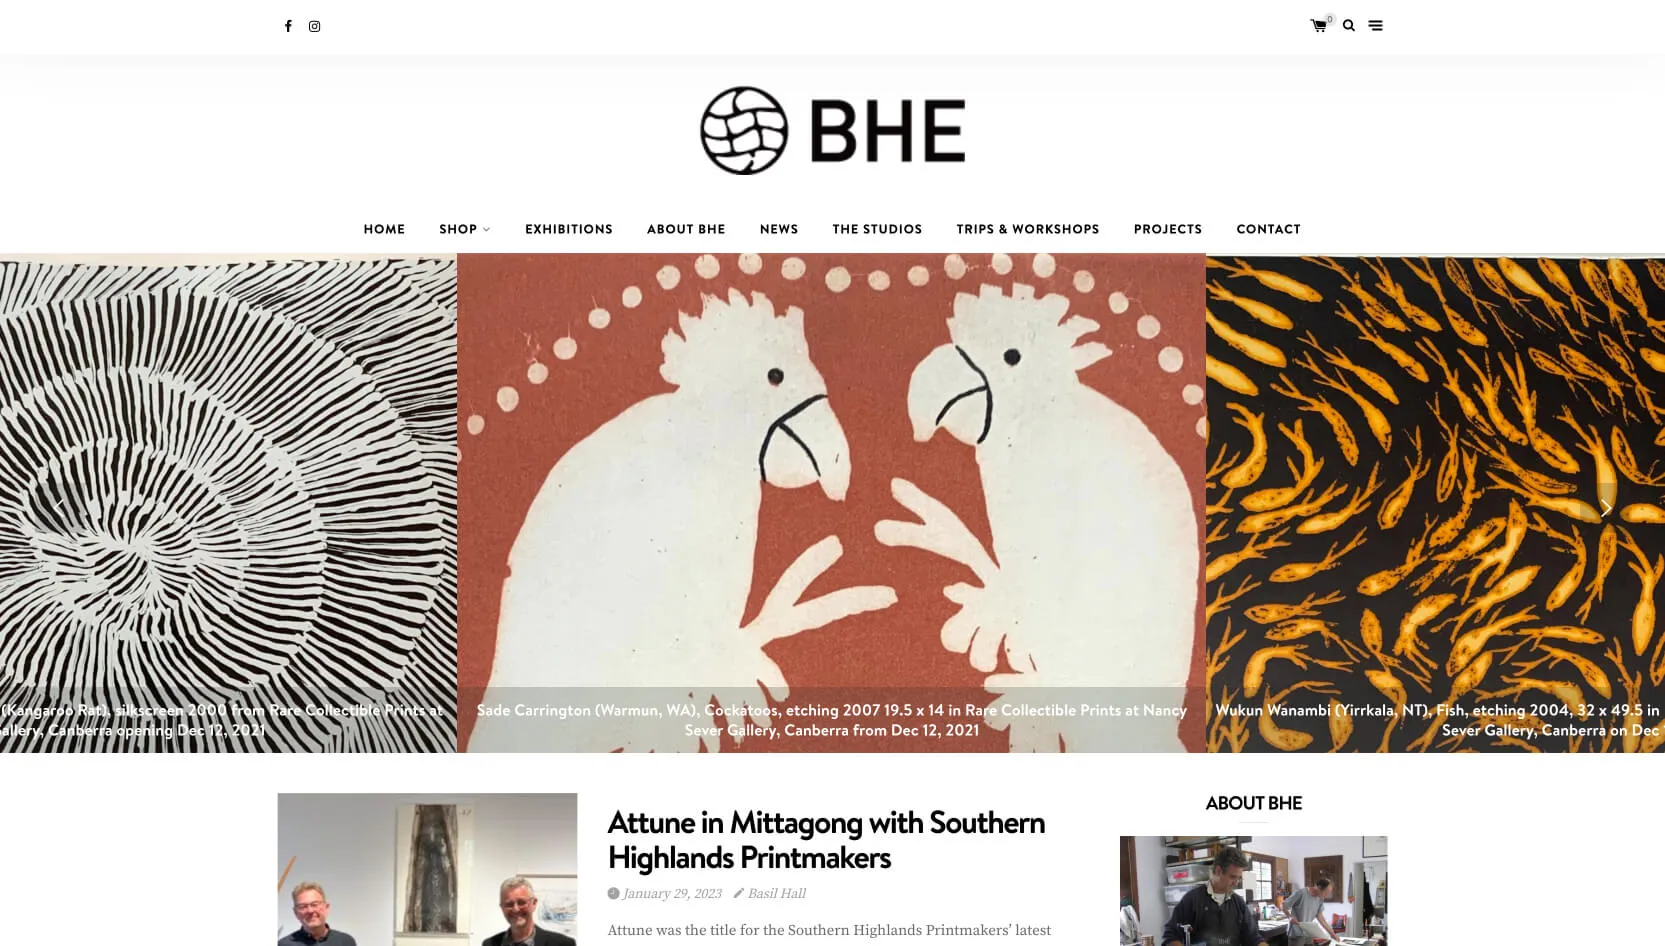 0
BHE
HOME SHOP EXHIBITIONS ABOUT BHE NEWS THE STUDIOS TRIPS & WORKSHOPS PROJECTS CONTACT
(Kangaroo Rat), silkscreen 2000 from Rare Collectible Prints at
allery, Canberra opening Dec 12, 2021
Sade Carrington (Warmun, WA), Cockatoos, etching 2007 19.5 x 14 in Rare Collectible Prints at Nancy
Sever Gallery, Canberra from Dec 12, 2021
Wukun Wanambi (Yirrkala, NT), Fish, etching 2004, 32 x 49.5 in
Sever Gallery, Canberra on Dec
Attune in Mittagong with Southern
Highlands Printmakers
January 29, 2023 Basil Hall
Attune was the title for the Southern Highlands Printmakers’ latest
ABOUT BHE